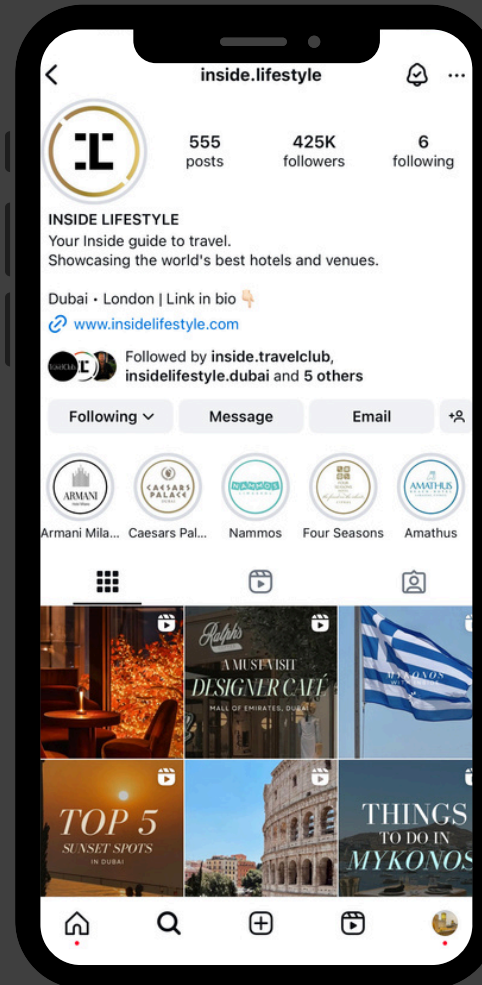 inside.lifestyle
555
posts
425K
followers
6
following
INSIDE LIFESTYLE
Your Inside guide to travel.
Showcasing the world's best hotels and venues.
Dubai • London | Link in bio 👇🏻
www.insidelifestyle.com
Followed by inside.travelclub,
insidelifestyle.dubai and 5 others
Following
Message
Email
ARMANI
CAESARS
PALACE
NAMMOS
AMATHUS
Armani Mila...
Caesars Pal...
Nammos
Four Seasons
Amathus
Ralph's
A MUST VISIT
DESIGNER CAFÉ
MALL OF EMIRATES, DUBAI
MYKONOS
TOP 5
SUNSET SPOTS
IN DUBAI
THINGS
TO DO IN
MYKONOS